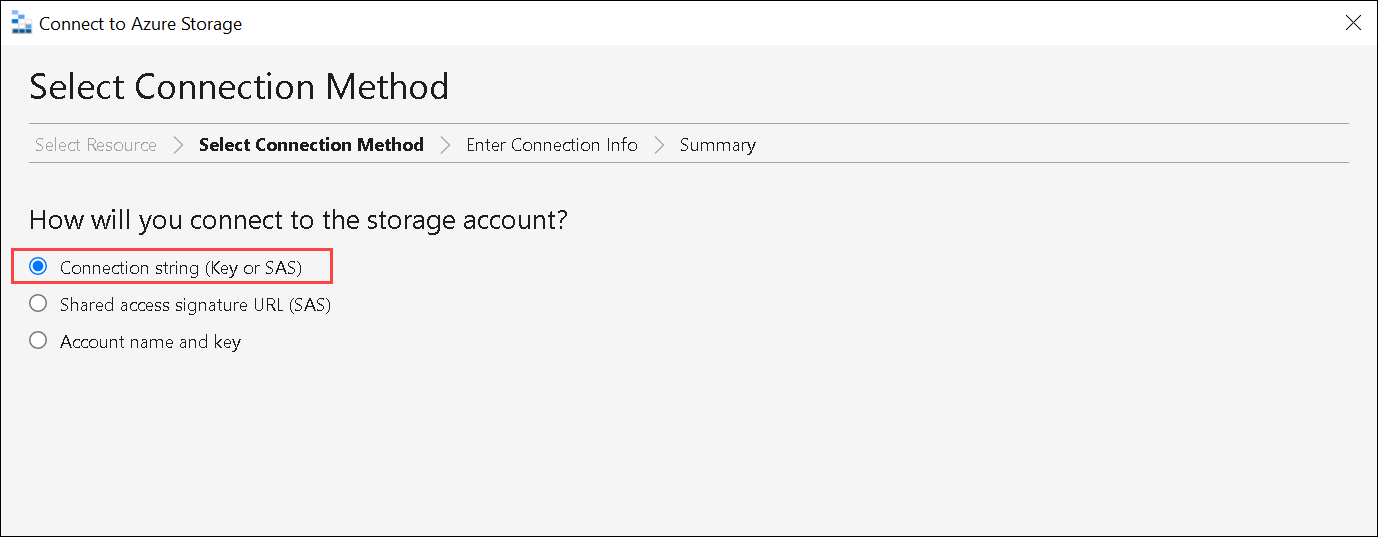 Connect to Azure Storage
Select Connection Method
Select Resource Select Connection Method Enter Connection Info Summary
How will you connect to the storage account?
Connection string (Key or SAS)
Shared access signature URL (SAS)
Account name and key